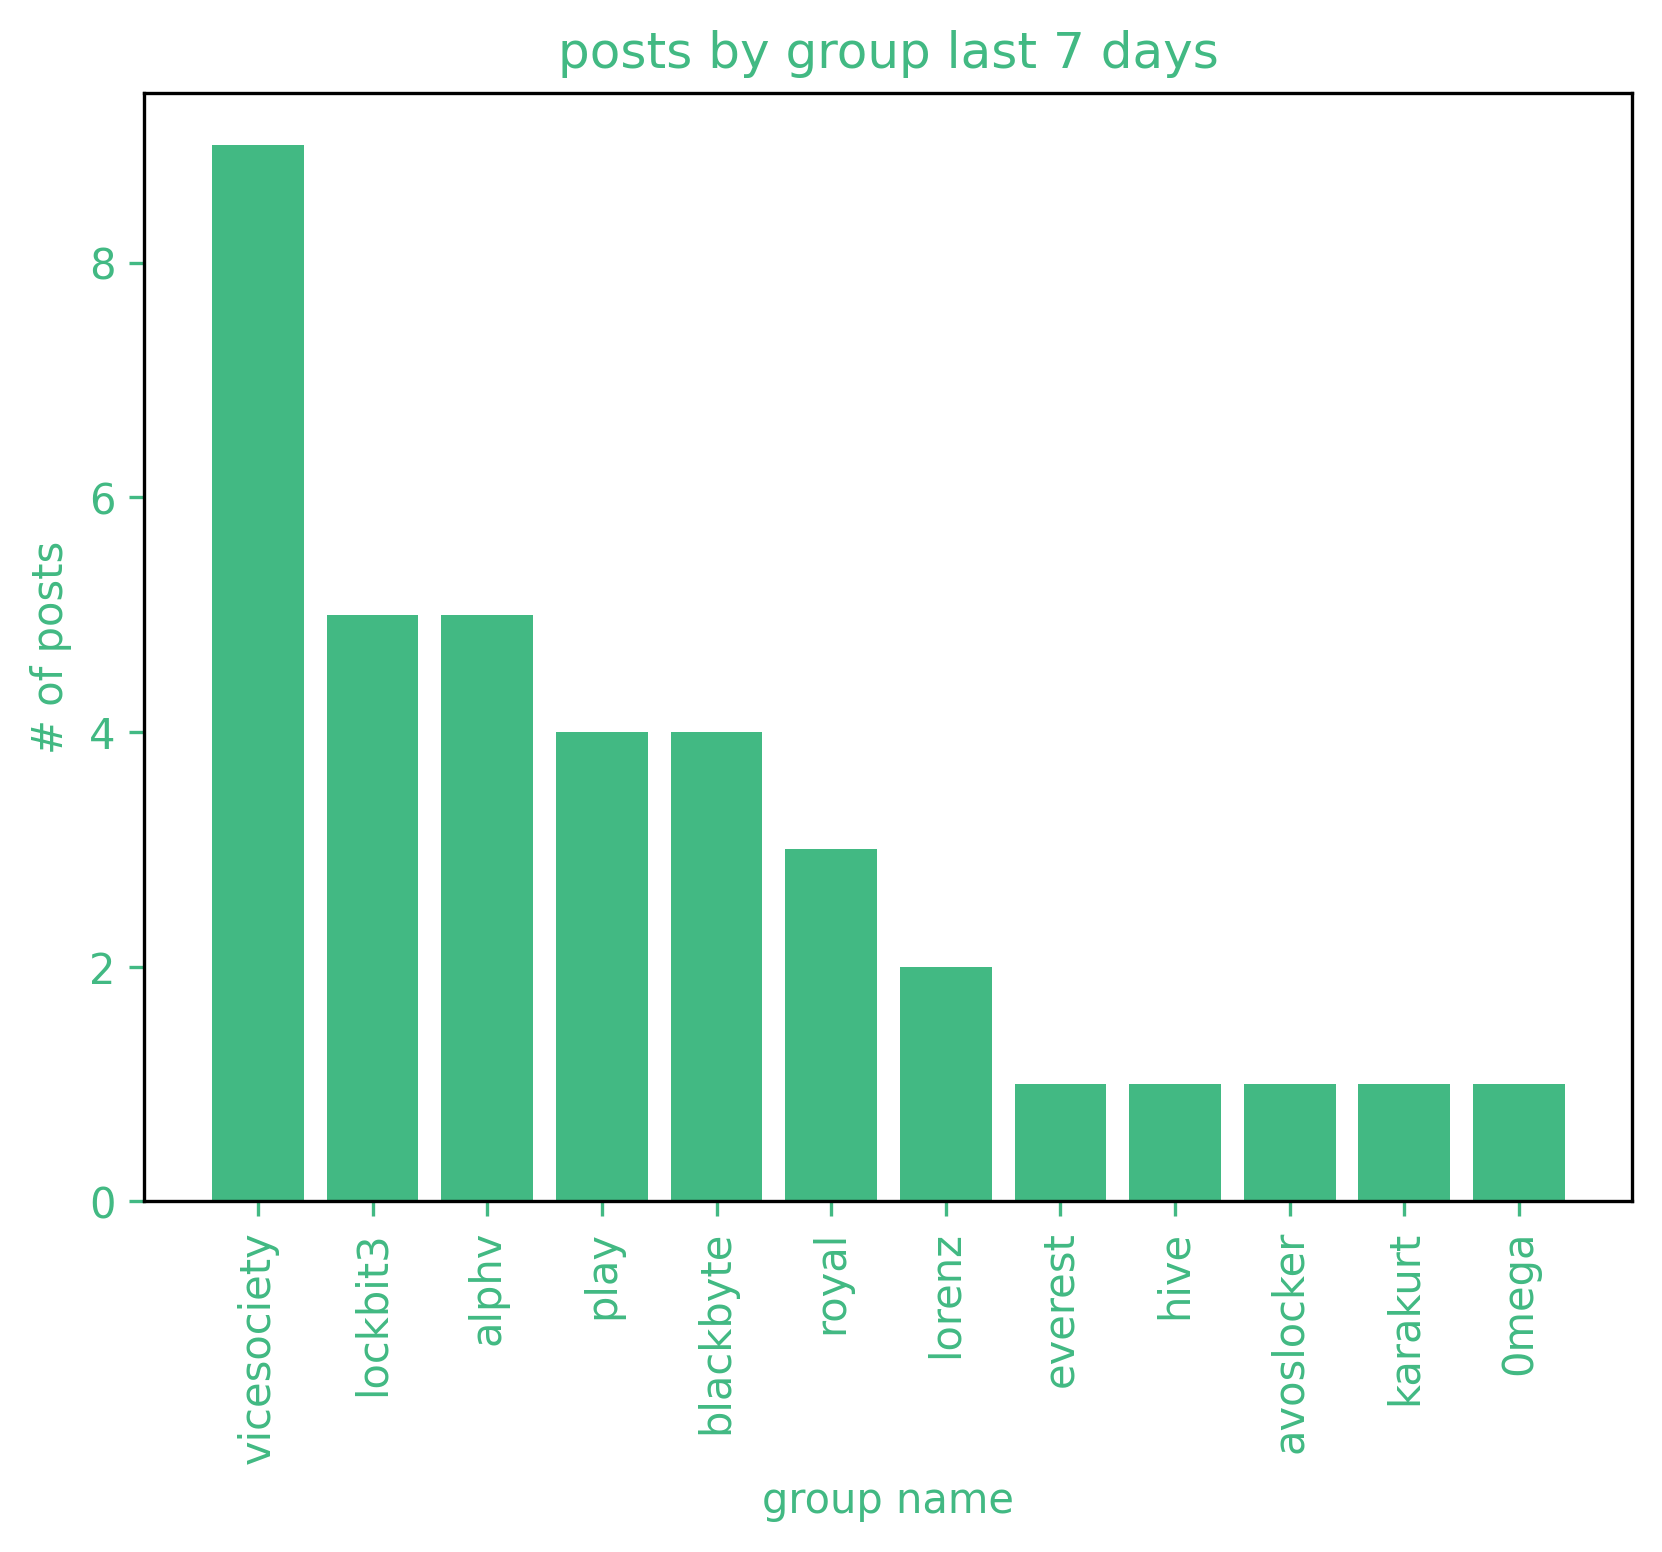 posts by group last 7 days
# of posts
8
6
4
2
0
vicesociety
lockbit3
alphv
play
blackbyte
royal
lorenz
everest
hive
avoslocker
karakurt
0mega
group name